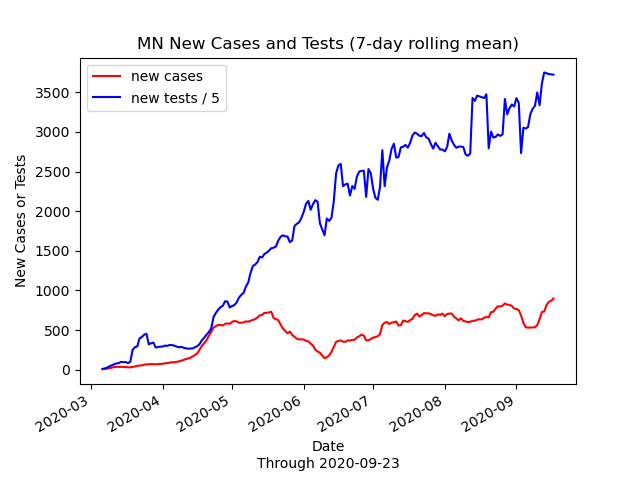 MN New Cases and Tests (7-day rolling mean)
new cases
new tests / 5
New Cases or Tests
3500
3000
2500
2000
1500
1000
500
0
2020-03
2020-04
2020-05
2020-06
2020-07
2020-08
2020-09
Date
Through 2020-09-23